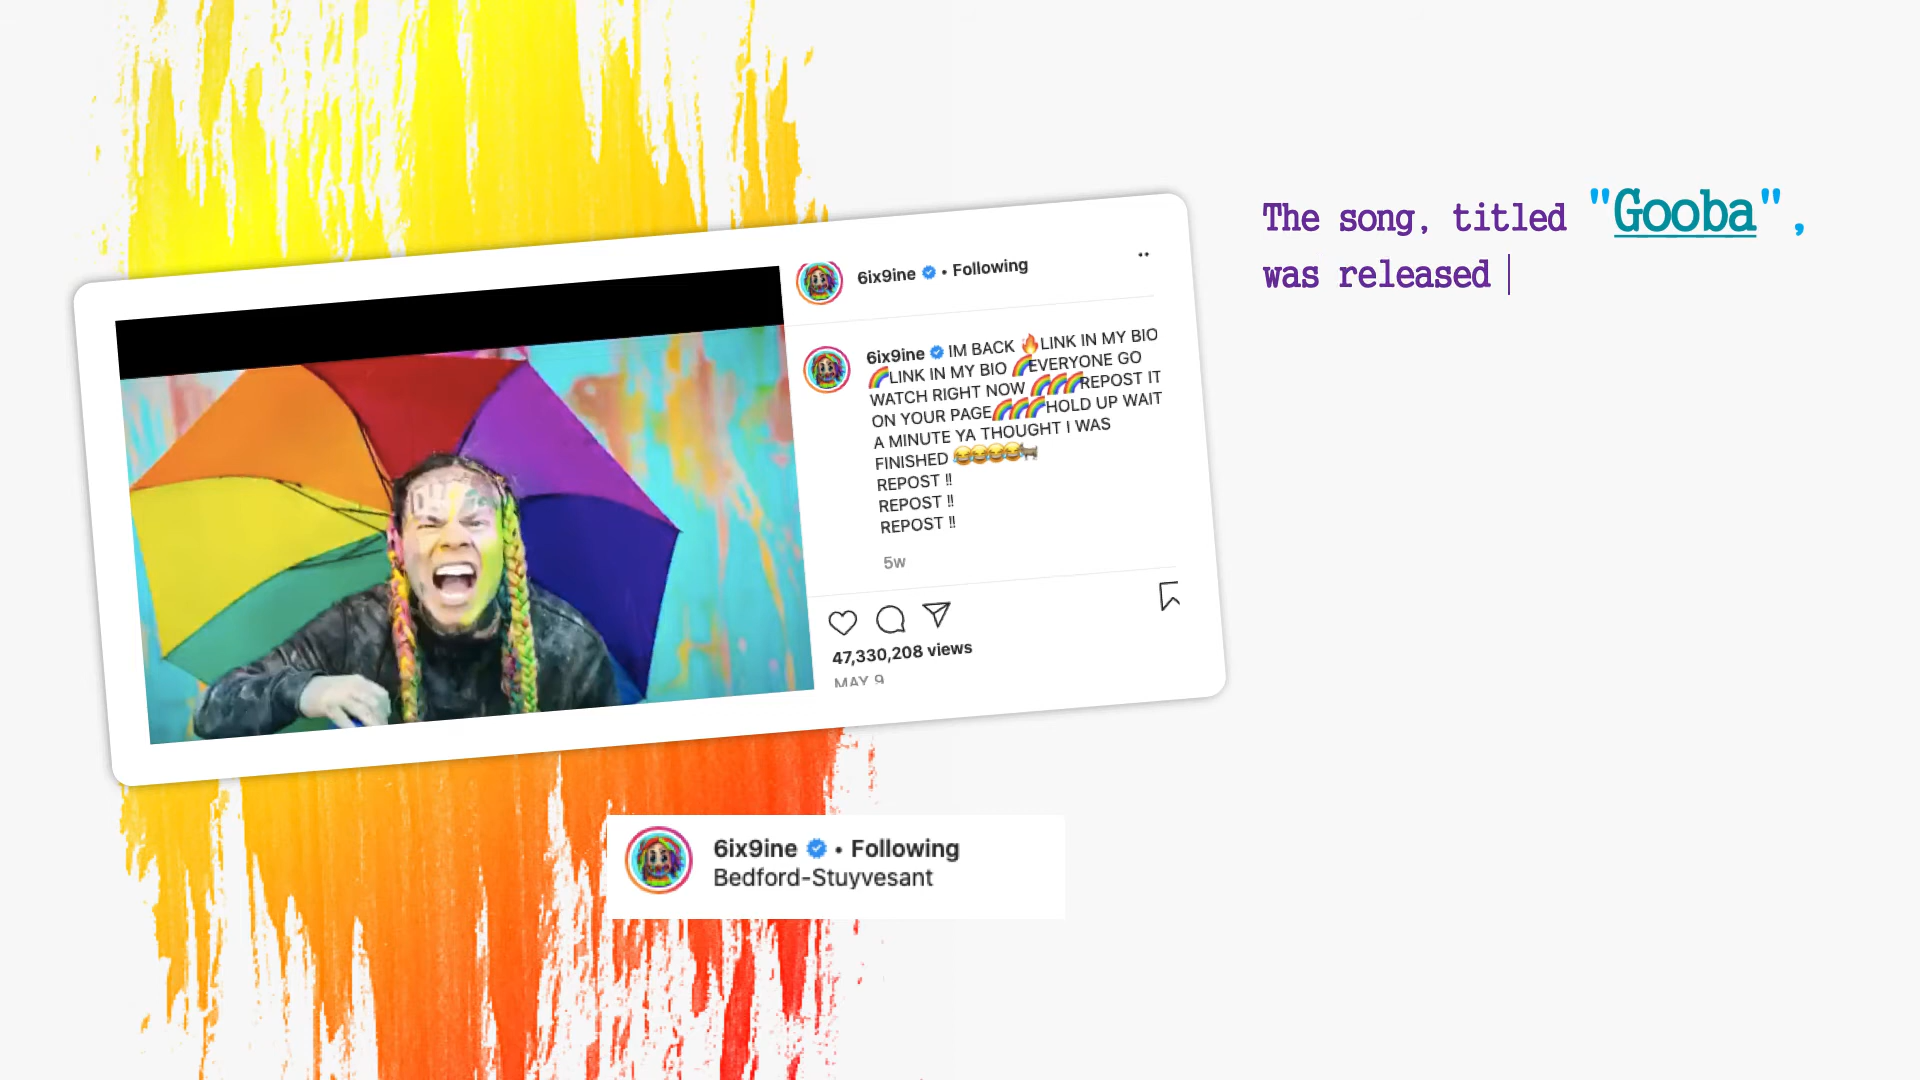 The song, titled "Gooba",
was released
6ix9ine • Following
6ix9ine IM BACK 🔥LINK IN MY BIO
🌈LINK IN MY BIO 🌈EVERYONE GO
WATCH RIGHT NOW 🌈🌈🌈REPOST IT
ON YOUR PAGE🌈🌈🌈HOLD UP WAIT
A MINUTE YA THOUGHT I WAS
FINISHED 😂😂😂😂🐈
REPOST ‼
REPOST ‼
REPOST ‼
5w
47,330,208 views
MAY 9
6ix9ine • Following
Bedford-Stuyvesant